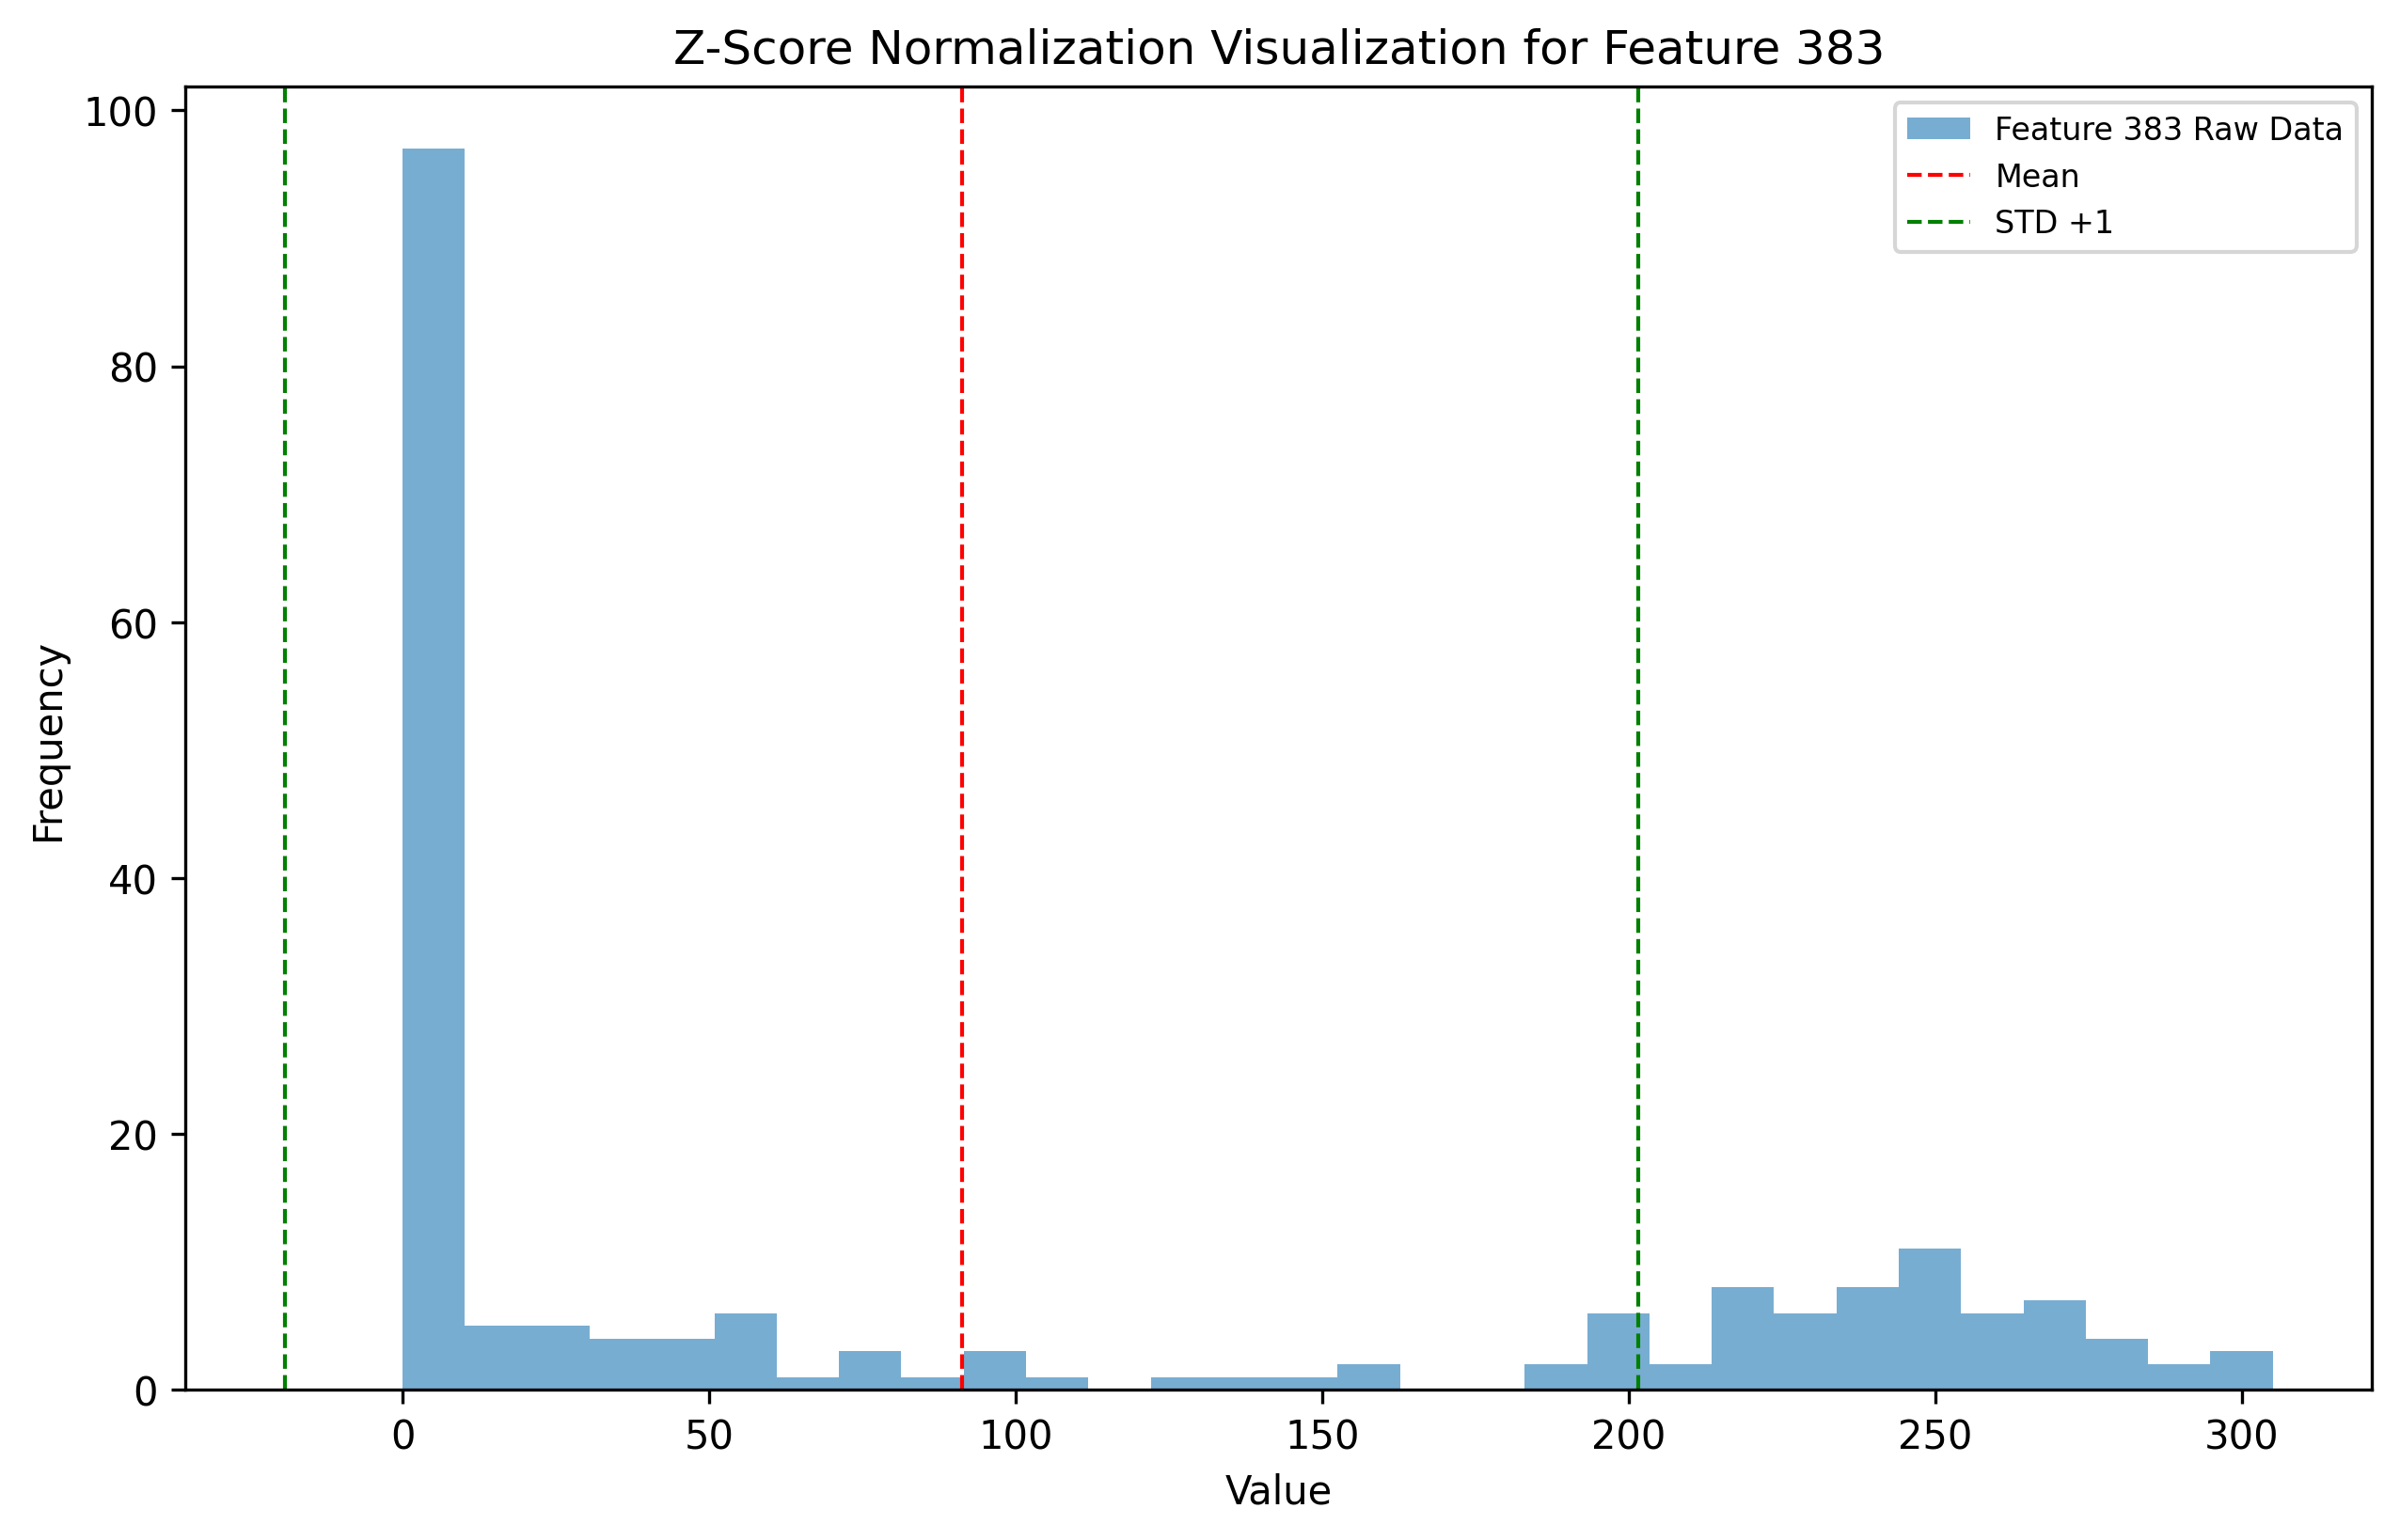 Z-Score Normalization Visualization for Feature 383
Feature 383 Raw Data
Mean
STD +1
100
80
60
40
20
0
Frequency
0 50 100 150 200 250 300
Value